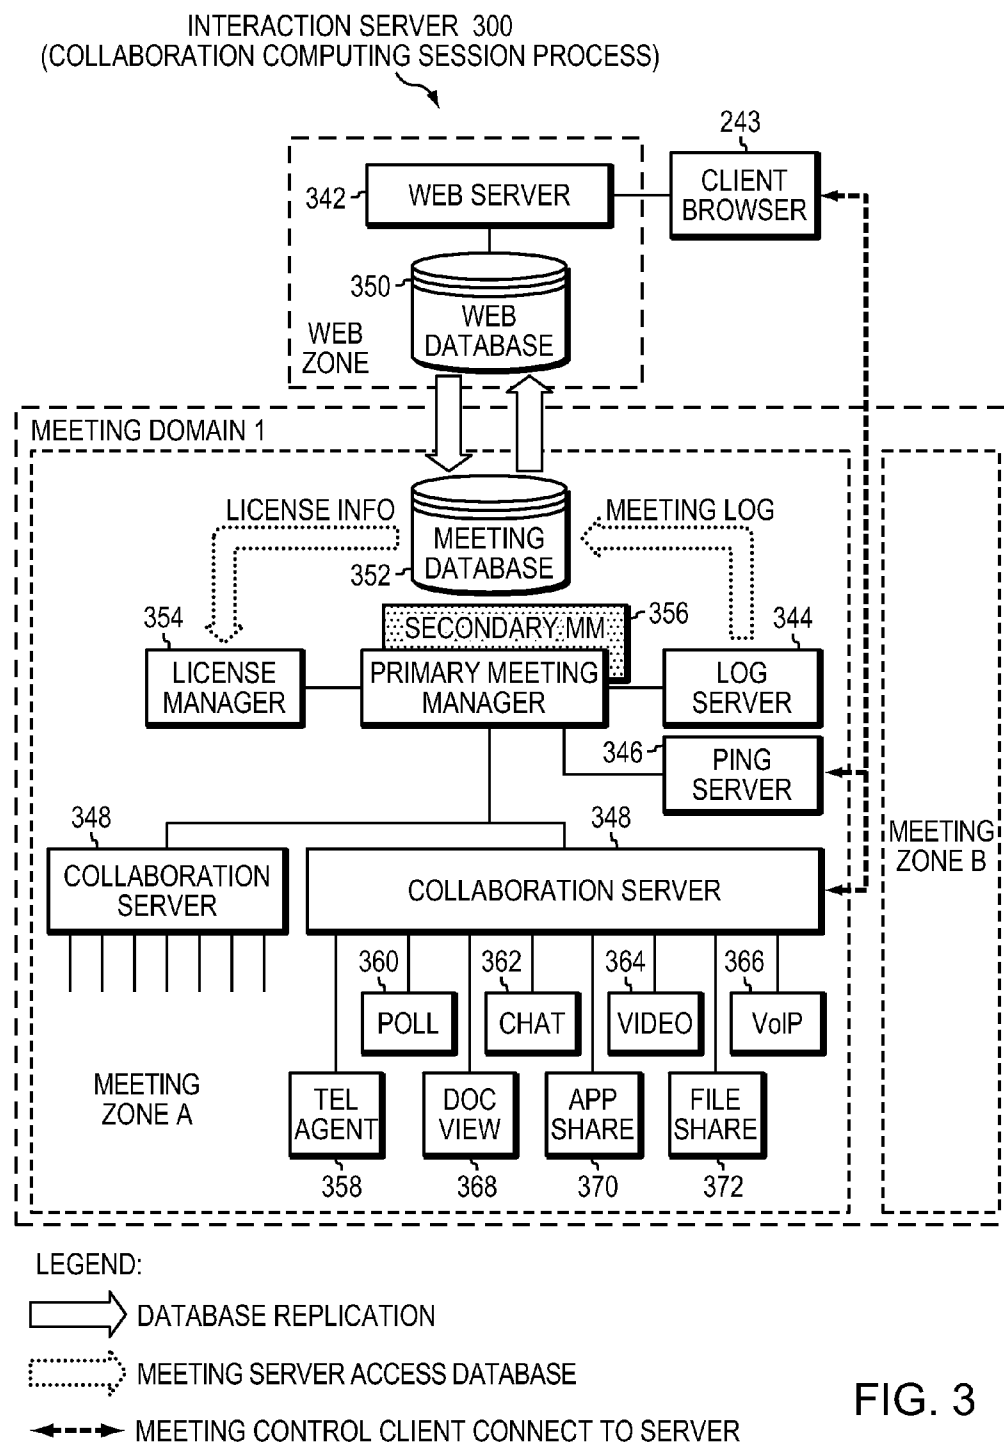 INTERACTION SERVER 300
(COLLABORATION COMPUTING SESSION PROCESS)
243
342
WEB SERVER
CLIENT
BROWSER
350
WEB
DATABASE
WEB
ZONE
MEETING DOMAIN 1
LICENSE INFO
MEETING LOG
MEETING
DATABASE
352
354
356
344
SECONDARY MM
LICENSE
MANAGER
PRIMARY MEETING
MANAGER
LOG
SERVER
346
PING
SERVER
348
348
MEETING
ZONE B
COLLABORATION
SERVER
COLLABORATION SERVER
360
362
364
366
POLL
CHAT
VIDEO
VoIP
MEETING
ZONE A
TEL
AGENT
DOC
VIEW
APP
SHARE
FILE
SHARE
358
368
370
372
LEGEND:
DATABASE REPLICATION
MEETING SERVER ACCESS DATABASE
MEETING CONTROL CLIENT CONNECT TO SERVER
FIG. 3